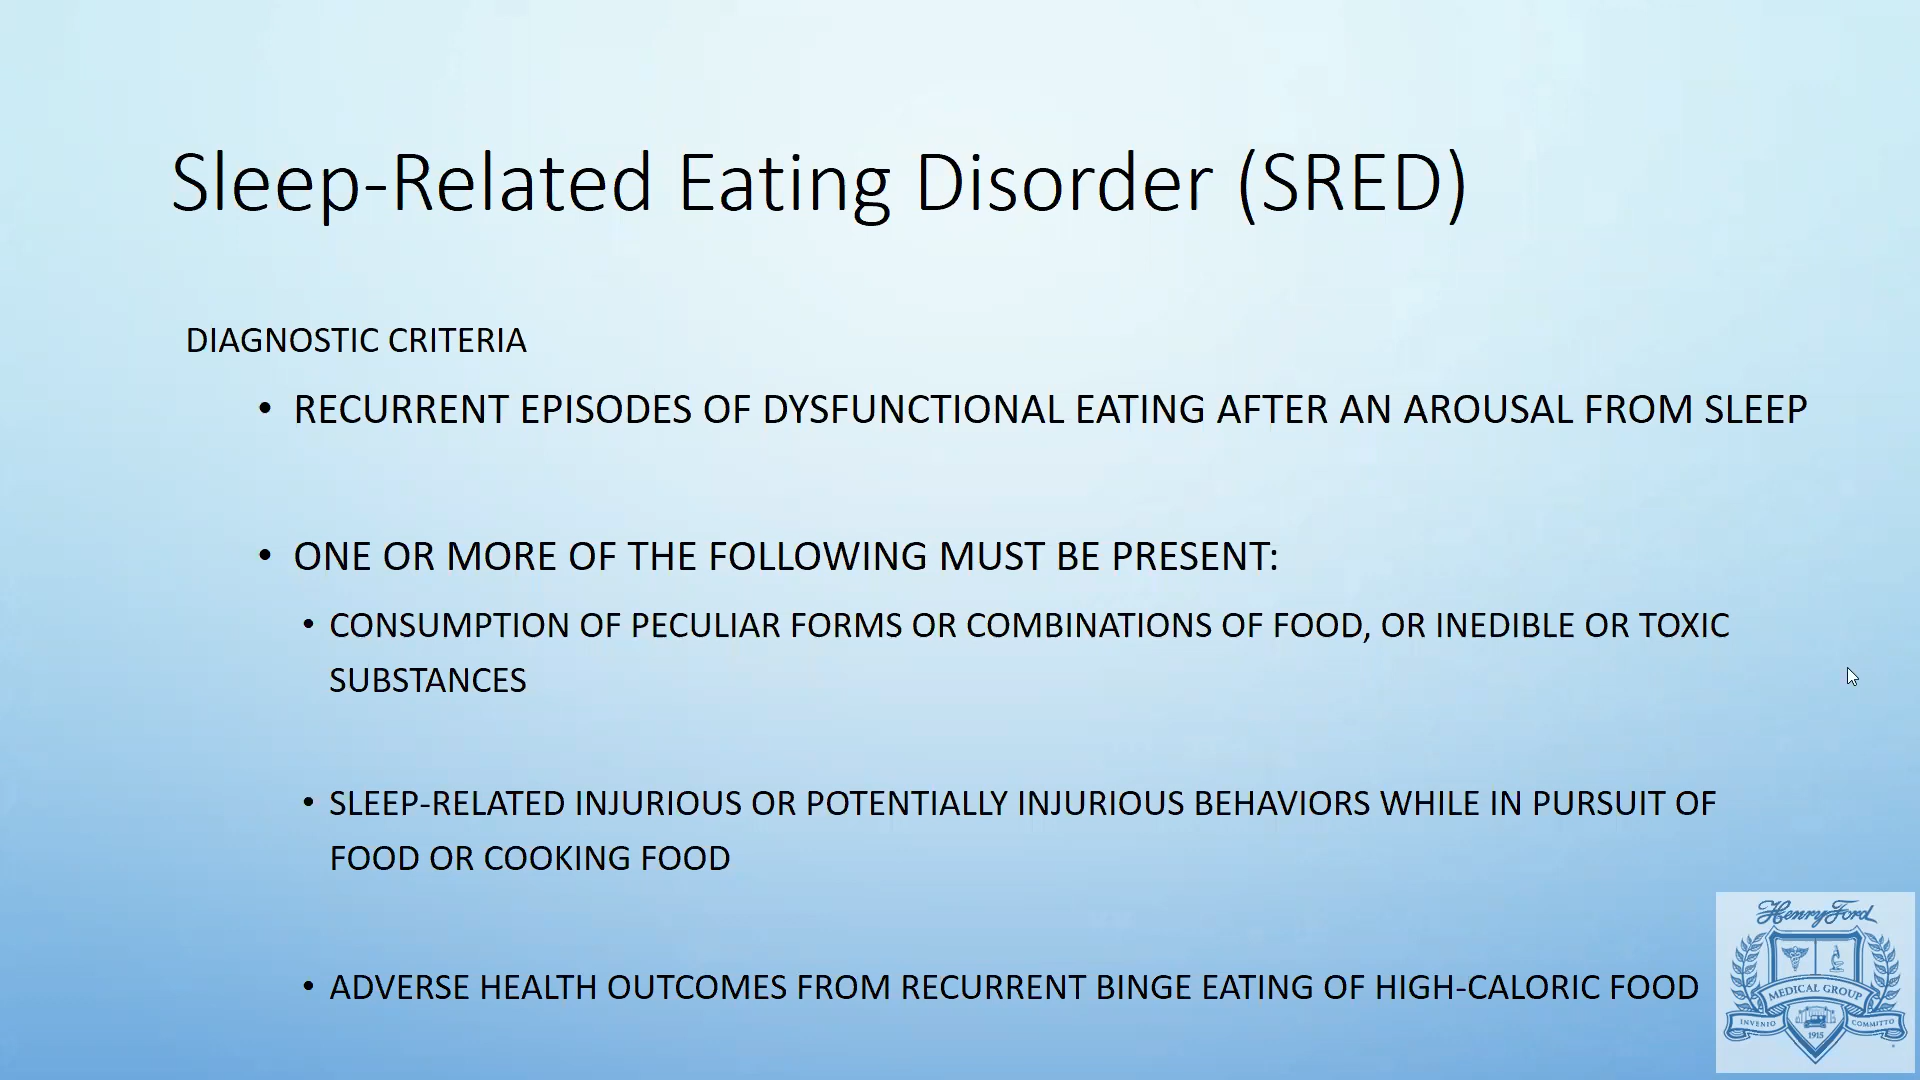 Sleep-Related Eating Disorder (SRED)
DIAGNOSTIC CRITERIA
• RECURRENT EPISODES OF DYSFUNCTIONAL EATING AFTER AN AROUSAL FROM SLEEP
• ONE OR MORE OF THE FOLLOWING MUST BE PRESENT:
• CONSUMPTION OF PECULIAR FORMS OR COMBINATIONS OF FOOD, OR INEDIBLE OR TOXIC
SUBSTANCES
• SLEEP-RELATED INJURIOUS OR POTENTIALLY INJURIOUS BEHAVIORS WHILE IN PURSUIT OF
FOOD OR COOKING FOOD
• ADVERSE HEALTH OUTCOMES FROM RECURRENT BINGE EATING OF HIGH-CALORIC FOOD
Henry Ford
MEDICAL GROUP
INVENIO
COMMITTO
1915